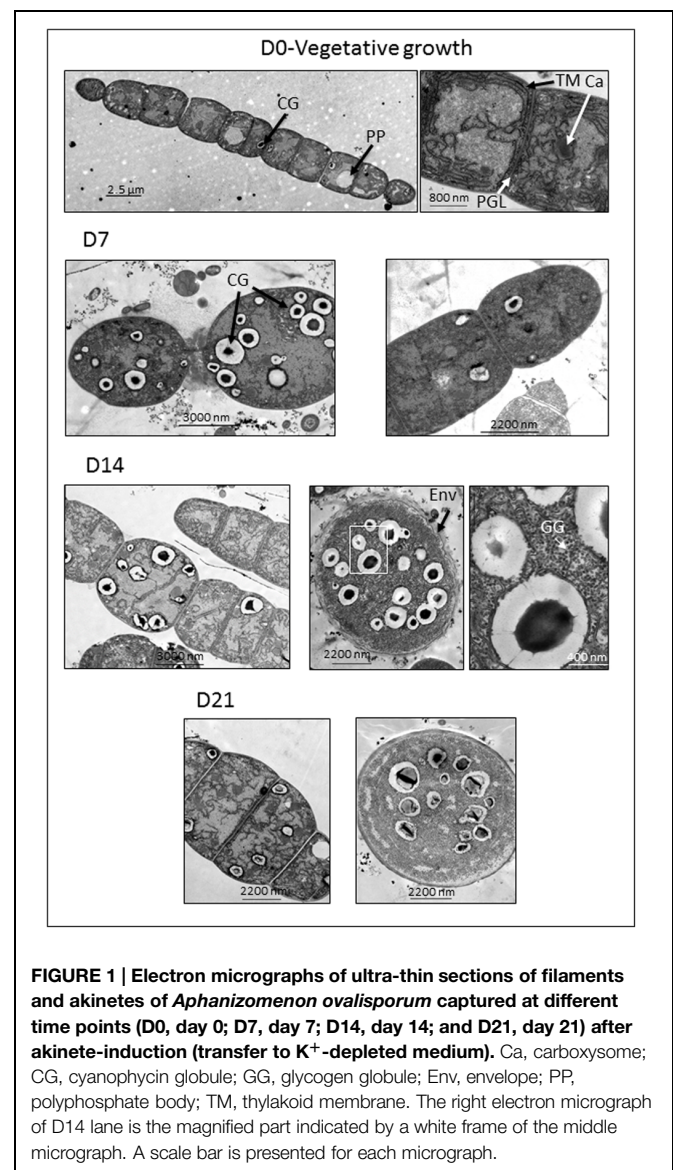 D0-Vegetative growth
CG
PP
2.5 µm
TM Ca
800 nm
PGL
D7
CG
3000 nm
2200 nm
D14
3000 nm
Env
2200 nm
GG
400 nm
D21
2200 nm
2200 nm
FIGURE 1 | Electron micrographs of ultra-thin sections of filaments
and akinetes of Aphanizomenon ovalisporum captured at different
time points (D0, day 0; D7, day 7; D14, day 14; and D21, day 21) after
akinete-induction (transfer to K+-depleted medium). Ca, carboxysome;
CG, cyanophycin globule; GG, glycogen globule; Env, envelope; PP,
polyphosphate body; TM, thylakoid membrane. The right electron micrograph
of D14 lane is the magnified part indicated by a white frame of the middle
micrograph. A scale bar is presented for each micrograph.